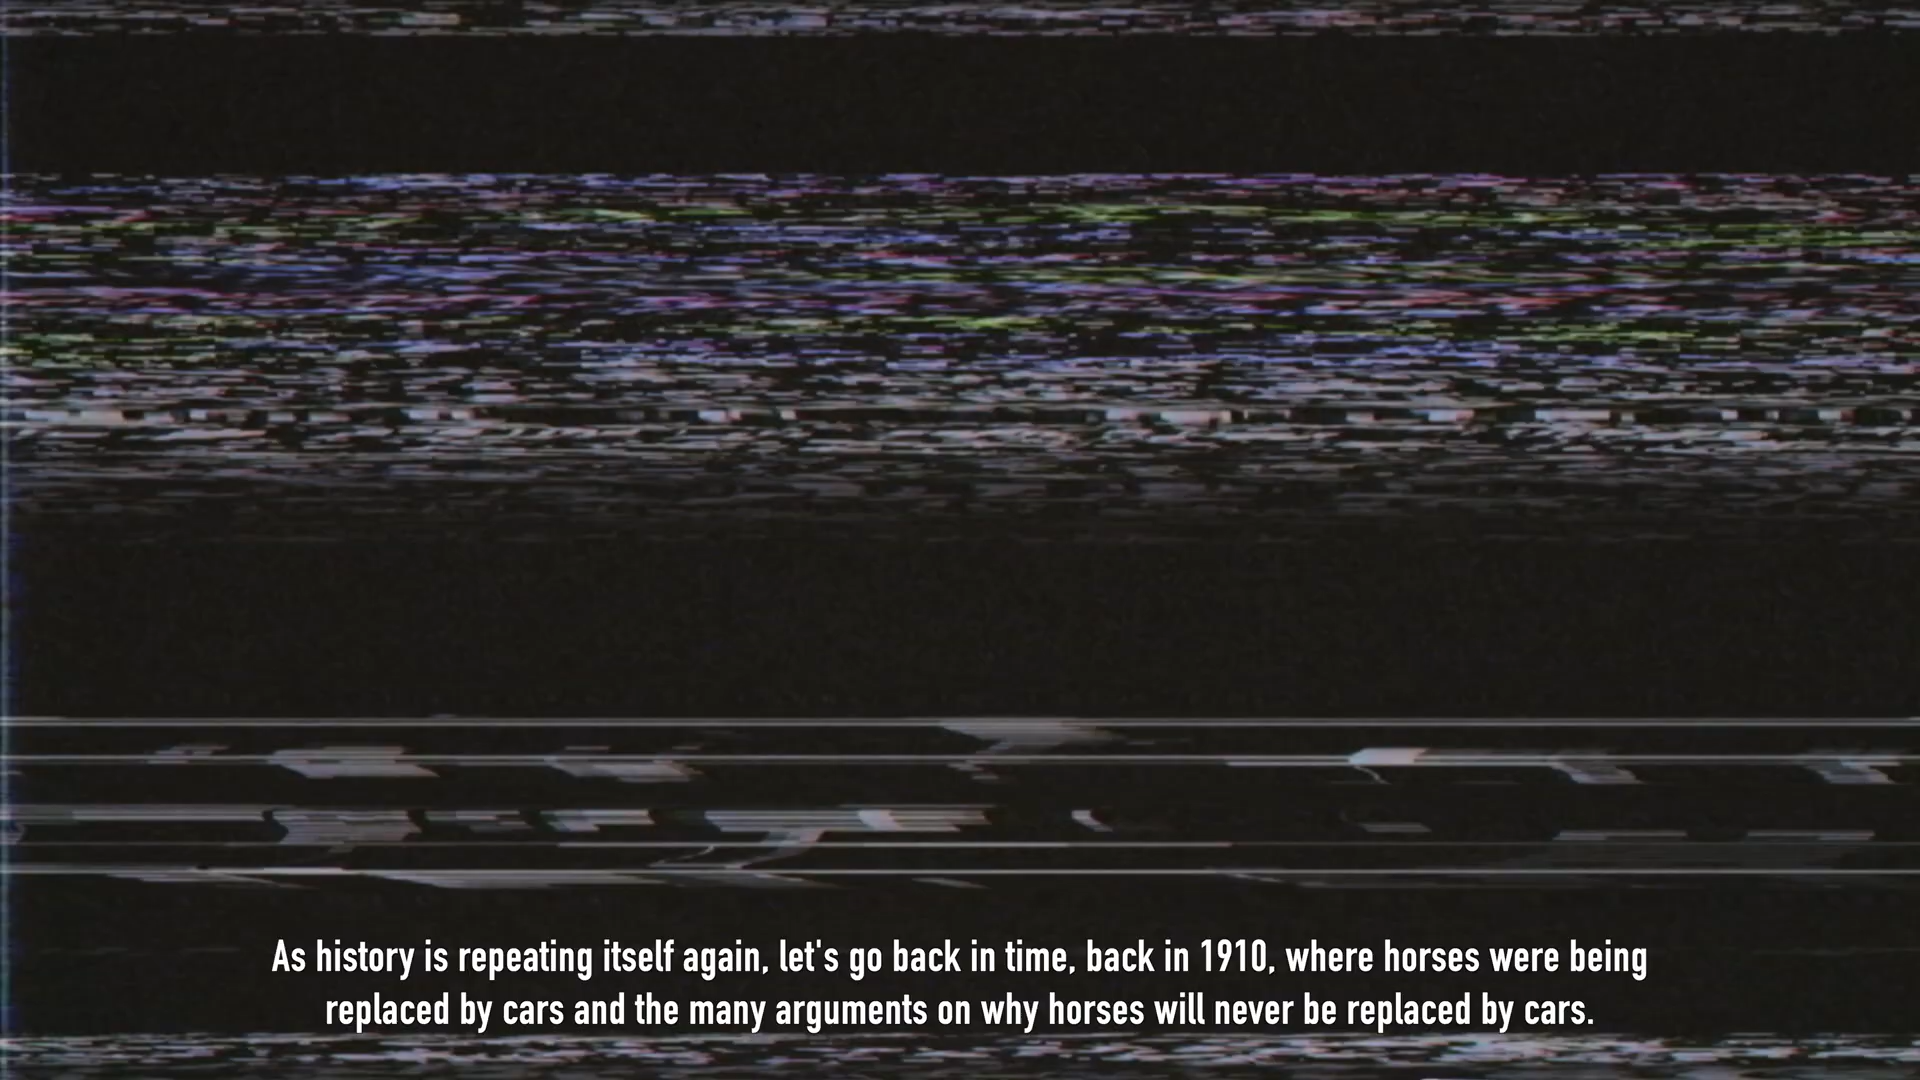 As history is repeating itself again, let's go back in time, back in 1910, where horses were being
replaced by cars and the many arguments on why horses will never be replaced by cars.